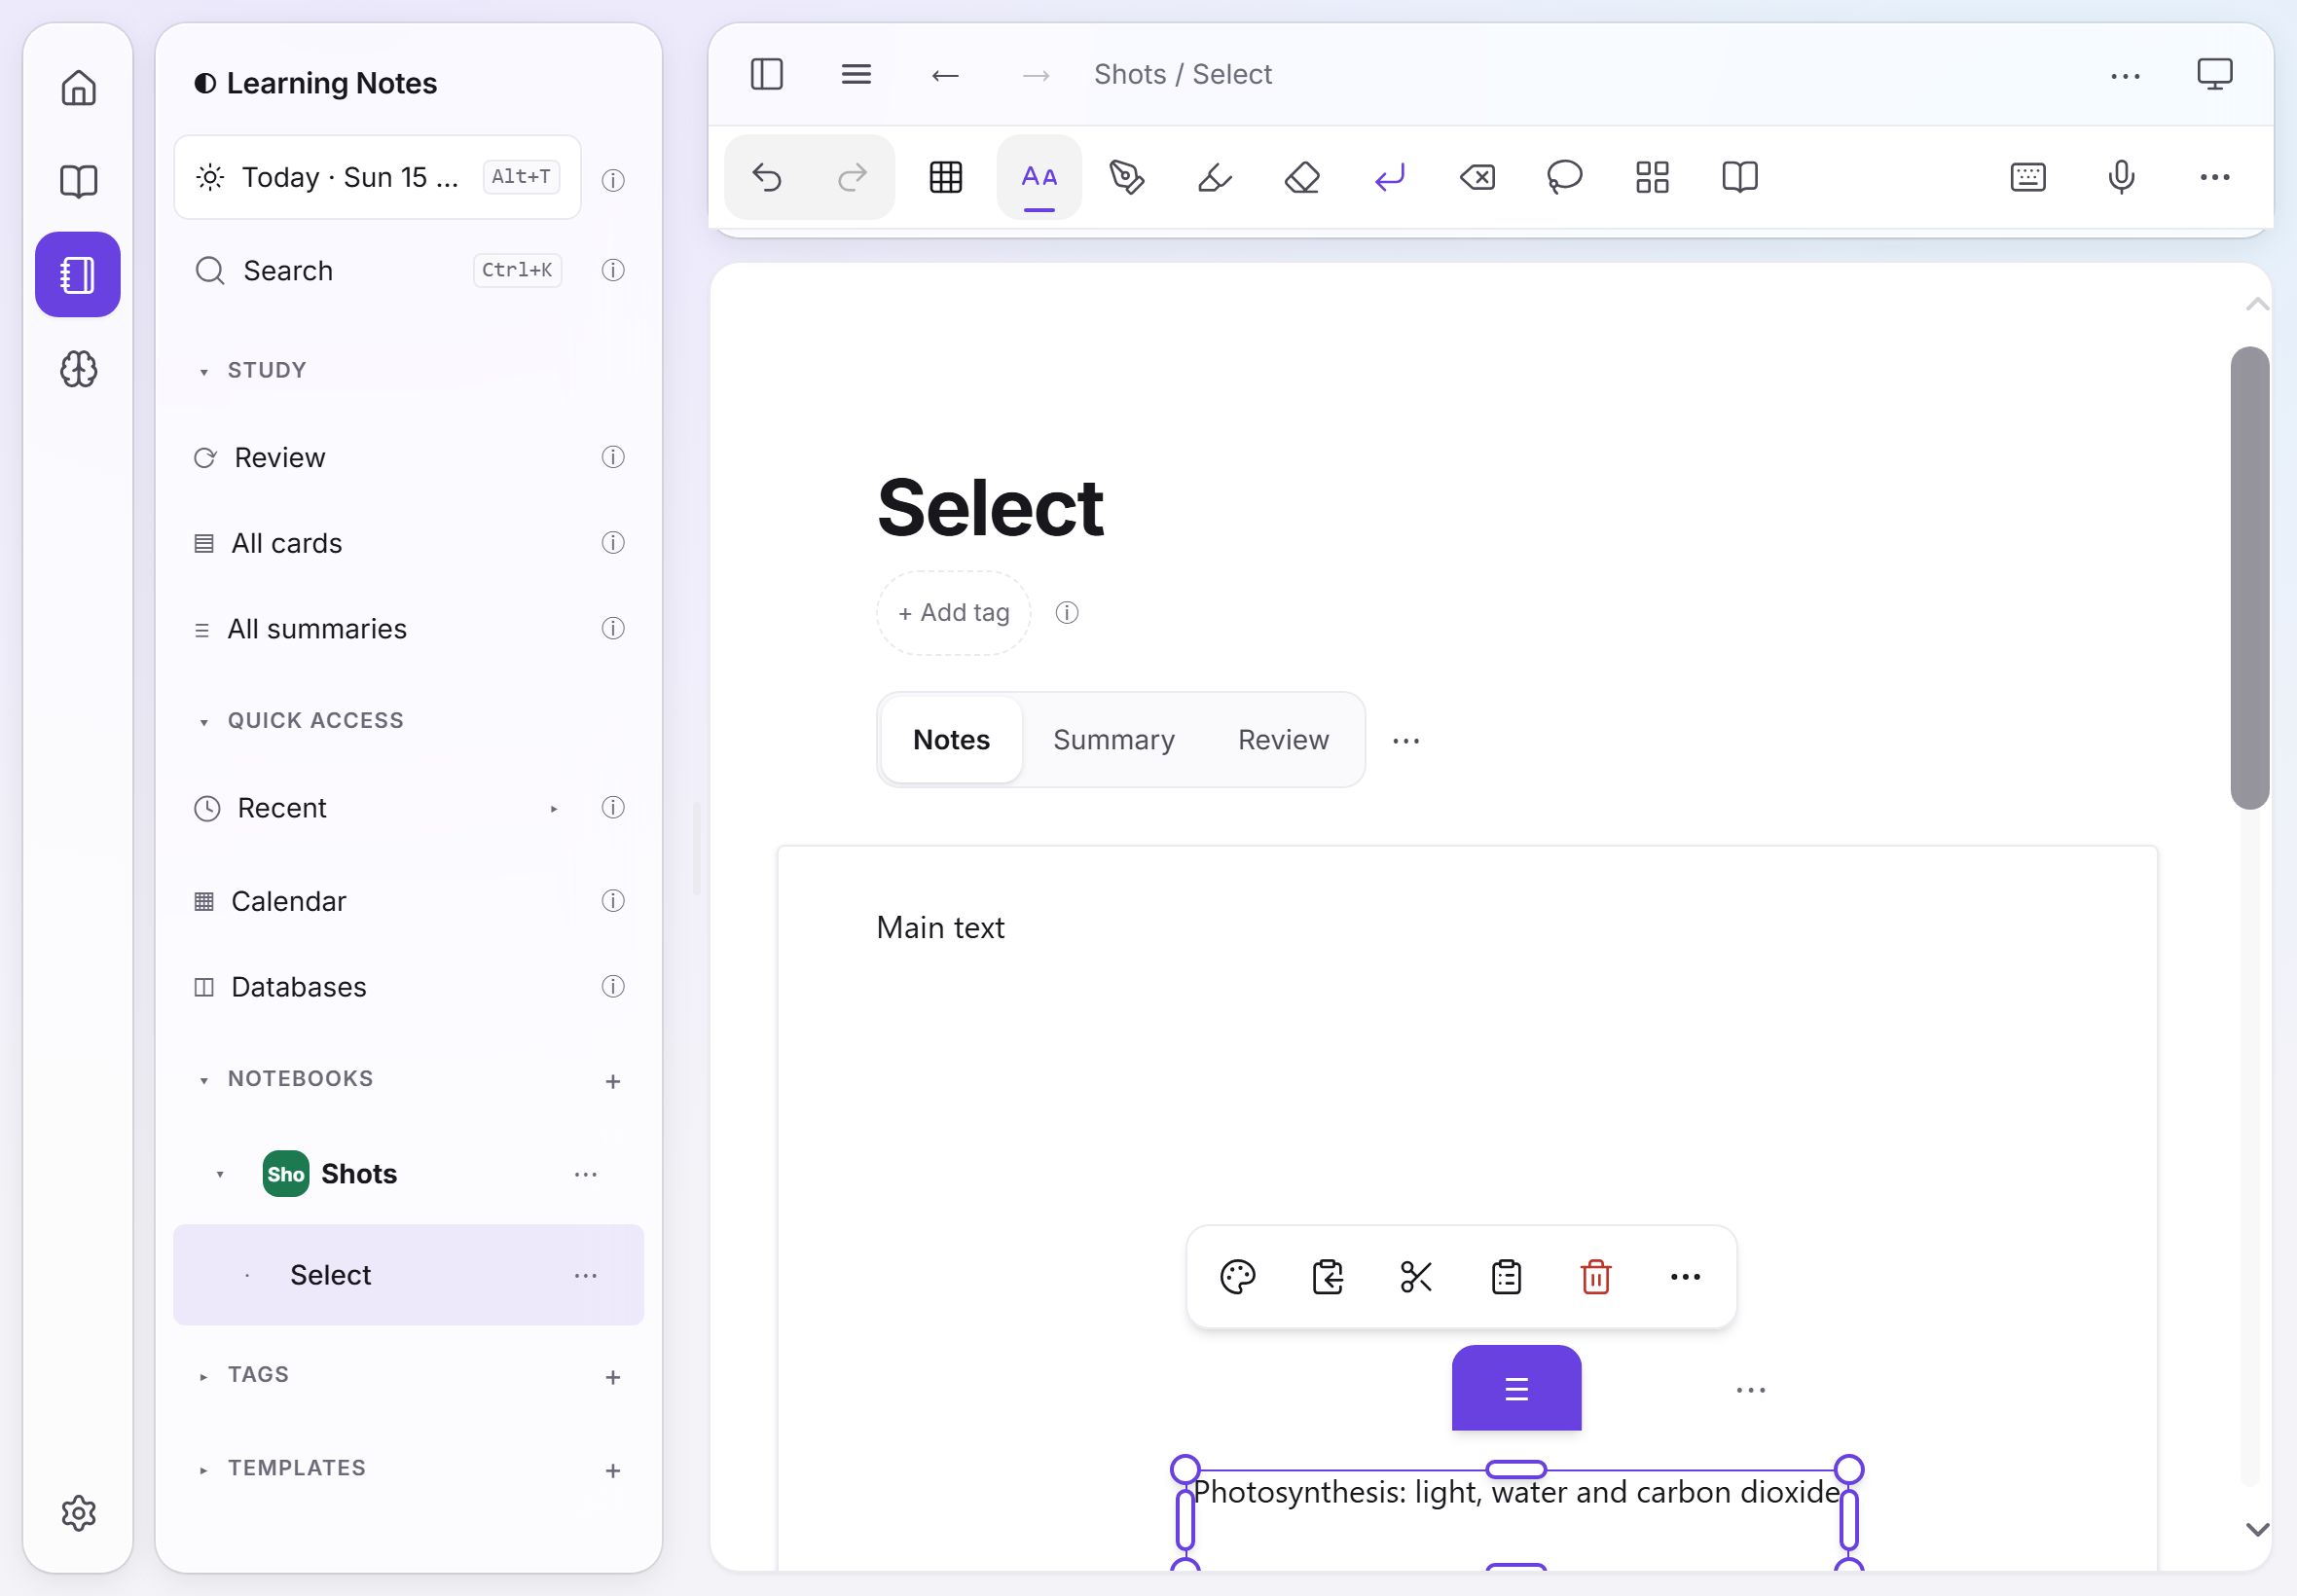 Learning Notes
Today · Sun 15 ... Alt+T
Search Ctrl+K
STUDY
Review
All cards
All summaries
QUICK ACCESS
Recent
Calendar
Databases
NOTEBOOKS +
Sho Shots ...
Select ...
TAGS +
TEMPLATES +
Shots / Select
Select
+ Add tag
Notes Summary Review ...
Main text
Photosynthesis: light, water and carbon dioxide